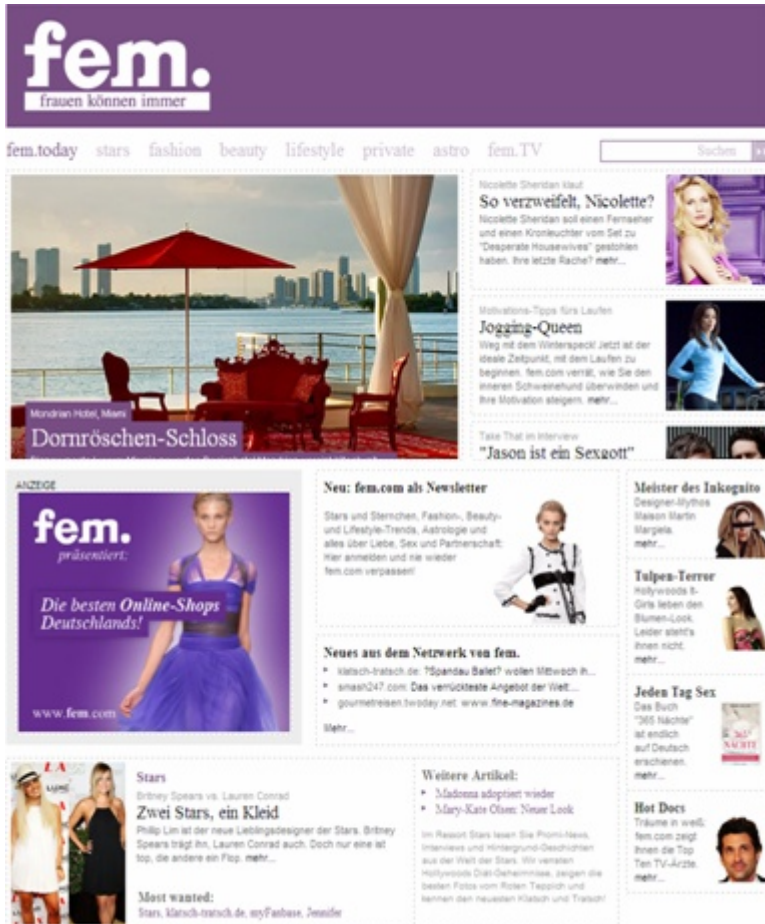 fem.
frauen können immer
fem.today stars fashion beauty lifestyle private astro fem.TV
Suchen
Mondrian Hotel, Miami
Dornröschen-Schloss
Nicolette Sheridan klaut
So verzweifelt, Nicolette?
Nicolette Sheridan soll einen Fernseher
und einen Kronleuchter vom Set zu
"Desperate Housewives" gestohlen
haben. Ihre letzte Rache? mehr...
Motivations-Tipps fürs Laufen
Jogging-Queen
Weg mit dem Winterspeck! Jetzt ist der
ideale Zeitpunkt, mit dem Laufen zu
beginnen. fem.com verrät, wie Sie den
inneren Schweinehund überwinden und
Ihre Motivation steigern. mehr...
Take That im Interview
"Jason ist ein Sexgott"
ANZEIGE
fem.
präsentiert:
Die besten Online-Shops
Deutschlands!
www.fem.com
Neu: fem.com als Newsletter
Stars und Sternchen, Fashion-, Beauty-
und Lifestyle-Trends, Astrologie und
alles über Liebe, Sex und Partnerschaft:
Hier anmelden und nie wieder
fem.com verpassen!
Neues aus dem Netzwerk von fem.
klatsch-tratsch.de: ?Spandau Ballet? wollen Mittwoch ih...
smash247.com: Das verrückteste Angebot der Welt:...
gourmetreisen.twoday.net: www.fine-magazines.de
Mehr...
Meister des Inkognito
Designer-Mythos
Maison Martin
Margiela.
mehr...
Tulpen-Terror
Hollywoods It-
Girls lieben den
Blumen-Look.
Leider steht's
ihnen nicht.
mehr...
Jeden Tag Sex
Das Buch
"365 Nächte"
ist endlich
auf Deutsch
erschienen.
mehr...
365
NÄCHTE
Hot Docs
Träume in weiß:
fem.com zeigt
Ihnen die Top
Ten TV-Ärzte.
mehr...
Stars
Britney Spears vs. Lauren Conrad
Zwei Stars, ein Kleid
Philip Lim ist der neue Lieblingsdesigner der Stars. Britney
Spears trägt ihn, Lauren Conrad auch. Doch nur eine ist
top, die andere ein Flop. mehr...
Most wanted:
Stars, klatsch-tratsch.de, myFanbase, Jennifer
Weitere Artikel:
Madonna adoptiert wieder
Mary-Kate Olsen: Neuer Look
Im Ressort Stars lesen Sie Promi-News,
Interviews und Hintergrund-Geschichten
aus der Welt der Stars. Wir verraten
Hollywoods Diät-Geheimnisse, zeigen die
besten Fotos vom Roten Teppich und
kennen den neuesten Klatsch und Tratsch!